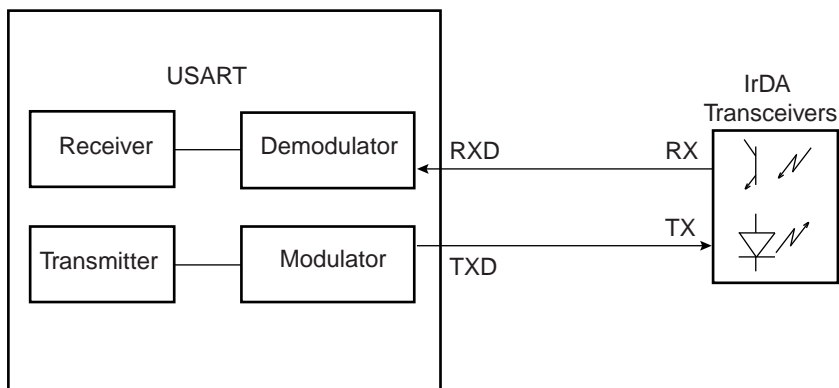 USART
IrDA
Transceivers
Receiver
Demodulator
RXD
RX
Transmitter
Modulator
TXD
TX